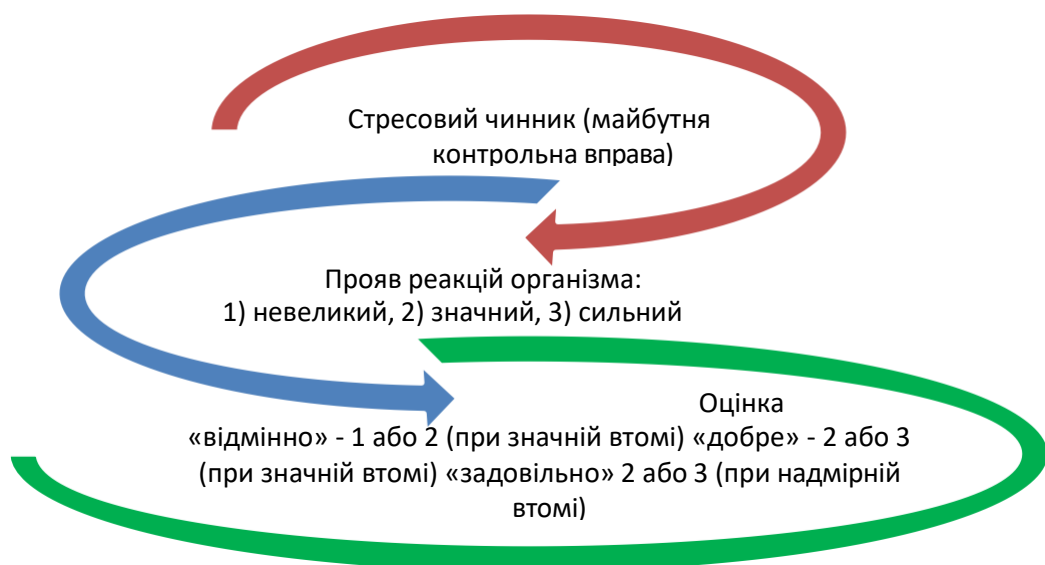 Стресовий чинник (майбутня
контрольна вправа)
Прояв реакцій організма:
1) невеликий, 2) значний, 3) сильний
Оцінка
«відмінно» - 1 або 2 (при значній втомі) «добре» - 2 або 3
(при значній втомі) «задовільно» 2 або 3 (при надмірній
втомі)